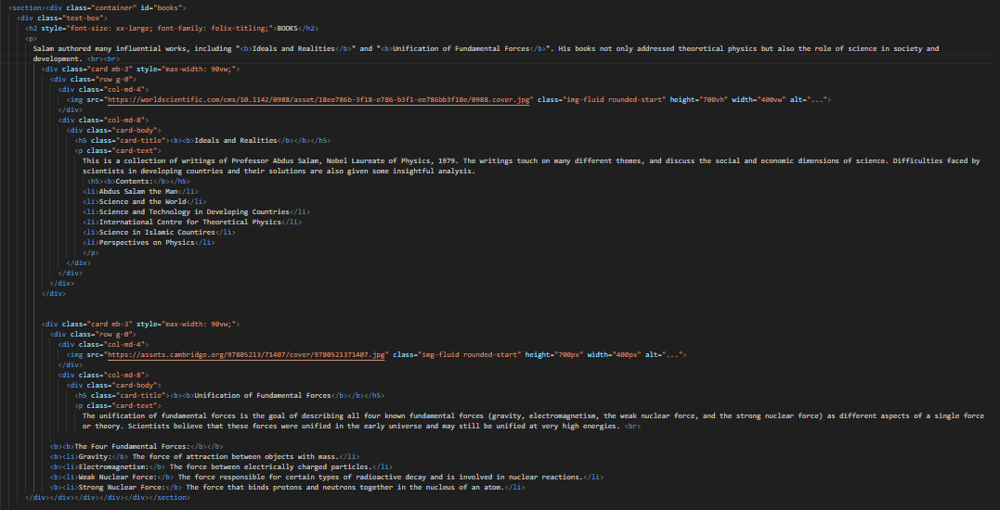 <section><div class="container" id="books">
<div class="text-box">
<h2 style="font-size: xx-large; font-family: felix-titling;">BOOKS</h2>
<p>
Salam authored many influential works, including "<b>Ideals and Realities</b>" and "<b>Unification of Fundamental Forces</b>". His books not only addressed theoretical physics but also the role of science in society and
development. <br><br>
<div class="card mb-3" style="max-width: 90vw;">
<div class="row g-0">
<div class="col-md-4">
<img src="https://worldscientific.com/cms/10.1142/0988/asset/18ee786b-3f18-e786-b3f1-ee786bb3f18e/0988.cover.jpg" class="img-fluid rounded-start" height="700vh" width="400vw" alt="...">
</div>
<div class="col-md-8">
<div class="card-body">
<h5 class="card-title"><b><b>Ideals and Realities</b></b></h5>
<p class="card-text">
This is a collection of writings of Professor Abdus Salam, Nobel Laureate of Physics, 1979. The writings touch on many different themes, and discuss the social and economic dimensions of science. Difficulties faced by
scientists in developing countries and their solutions are also given some insightful analysis.
<h5><b>Contents:</b></h5>
<li>Abdus Salam the Man</li>
<li>Science and the World</li>
<li>Science and Technology in Developing Countries</li>
<li>International Centre for Theoretical Physics</li>
<li>Science in Islamic Countires</li>
<li>Perspectives on Physics</li>
</p>
</div>
</div>
</div>
</div>
<div class="card mb-3" style="max-width: 90vw;">
<div class="row g-0">
<div class="col-md-4">
<img src="https://assets.cambridge.org/97805213/71407/cover/9780521371407.jpg" class="img-fluid rounded-start" height="700px" width="400px" alt="...">
</div>
<div class="col-md-8">
<div class="card-body">
<h5 class="card-title"><b><b>Unification of Fundamental Forces</b></b></h5>
<p class="card-text">
The unification of fundamental forces is the goal of describing all four known fundamental forces (gravity, electromagnetism, the weak nuclear force, and the strong nuclear force) as different aspects of a single force
or theory. Scientists believe that these forces were unified in the early universe and may still be unified at very high energies. <br>
<b><b>The Four Fundamental Forces:</b></b>
<b><li>Gravity:</b> The force of attraction between objects with mass.</li>
<b><li>Electromagnetism:</b> The force between electrically charged particles.</li>
<b><li>Weak Nuclear Force:</b> The force responsible for certain types of radioactive decay and is involved in nuclear reactions.</li>
<b><li>Strong Nuclear Force:</b> The force that binds protons and neutrons together in the nucleus of an atom.</li>
</div></div></div></div></div></div></section>